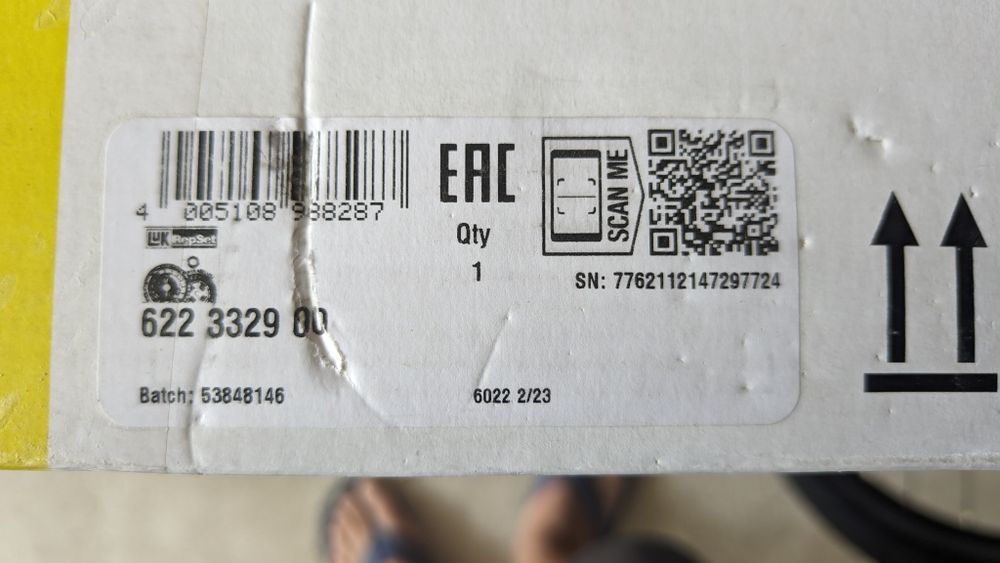 4 005108 988287
LuK RepSet
622 3329 00
Batch: 53848146
EAC
Qty
1
6022 2/23
SCAN ME
SN: 7762112147297724